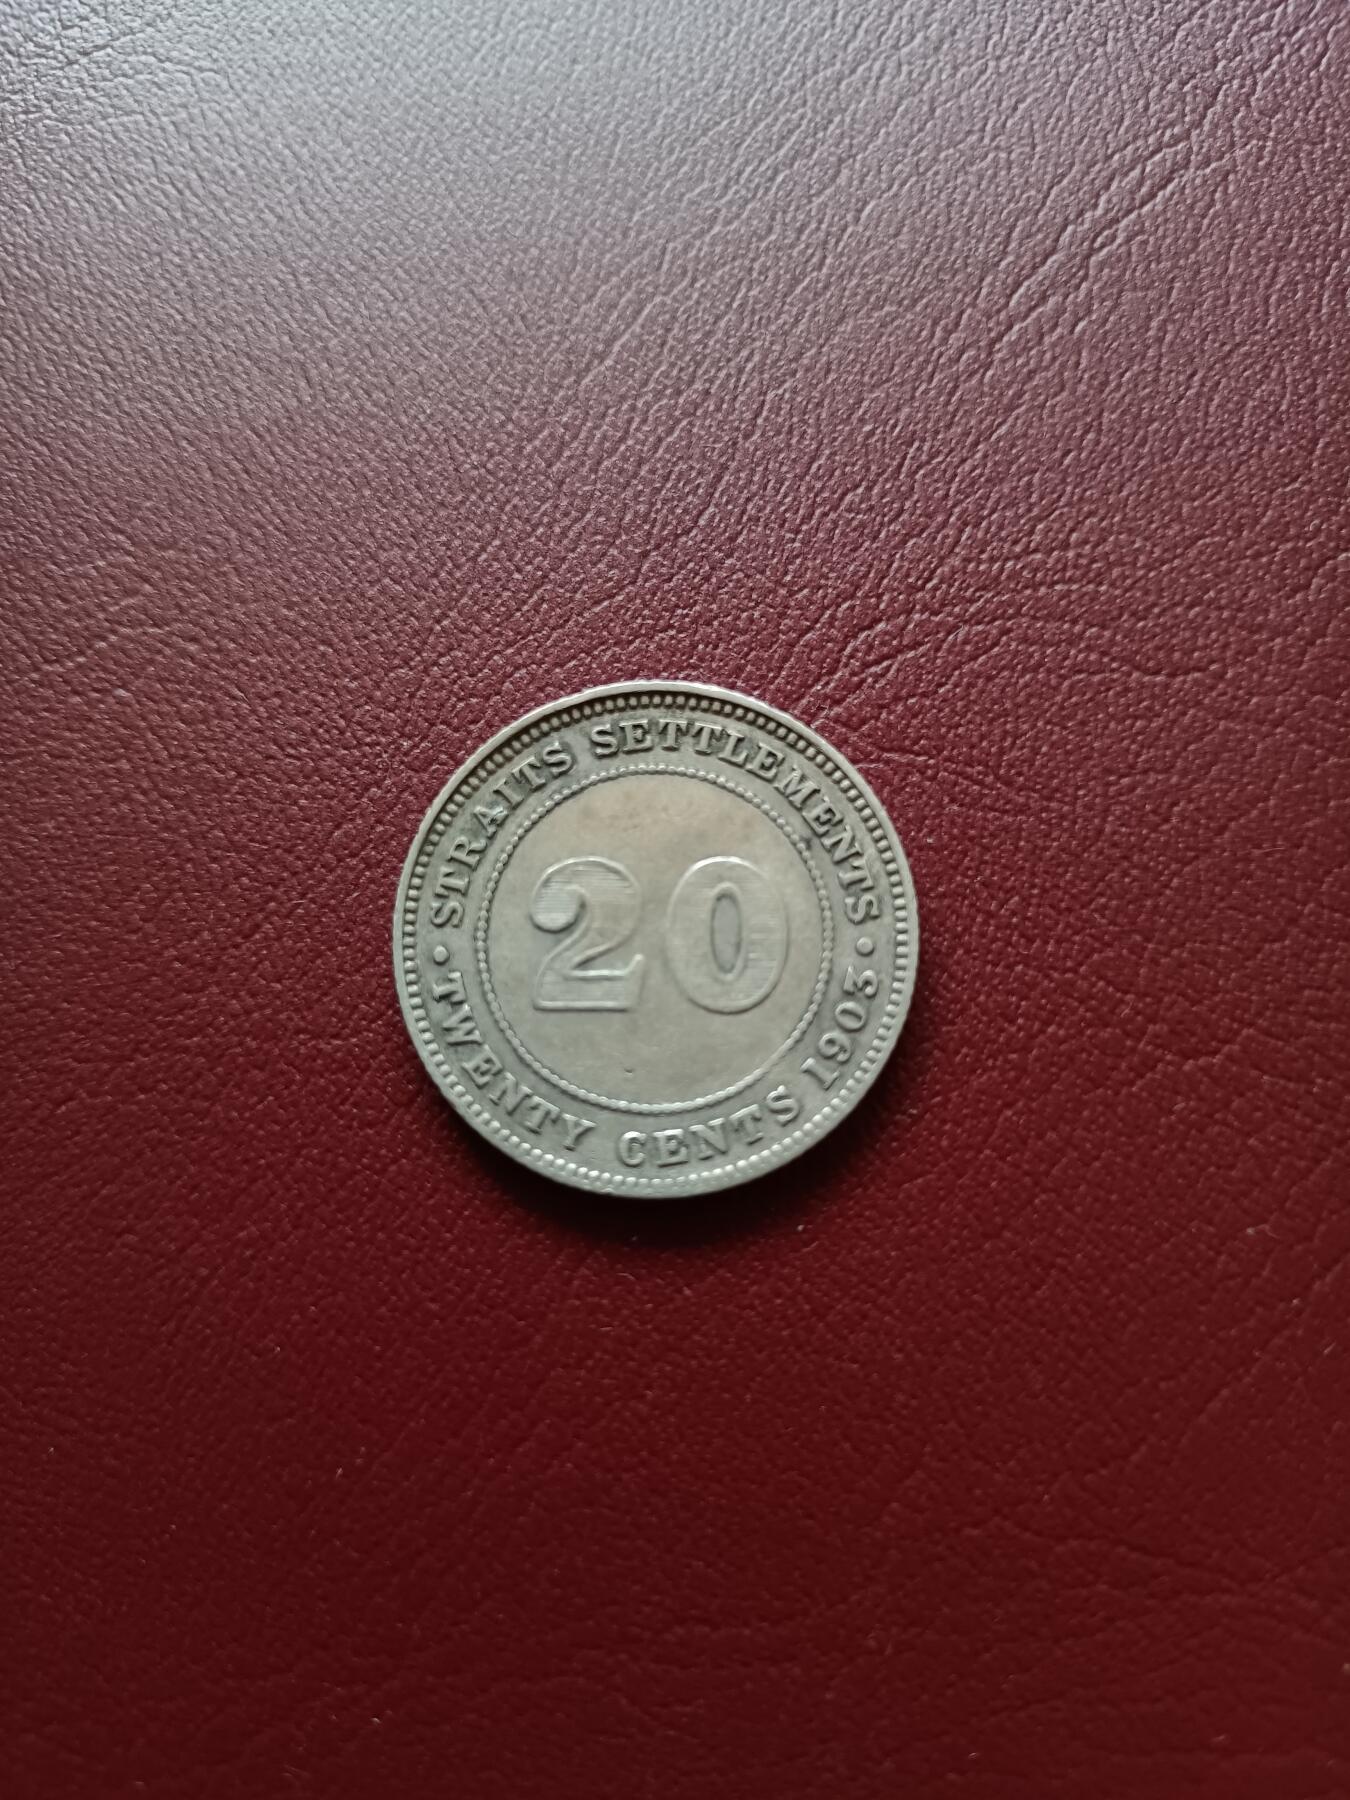 • STRAITS SETTLEMENTS •
20
TWENTY CENTS 1903